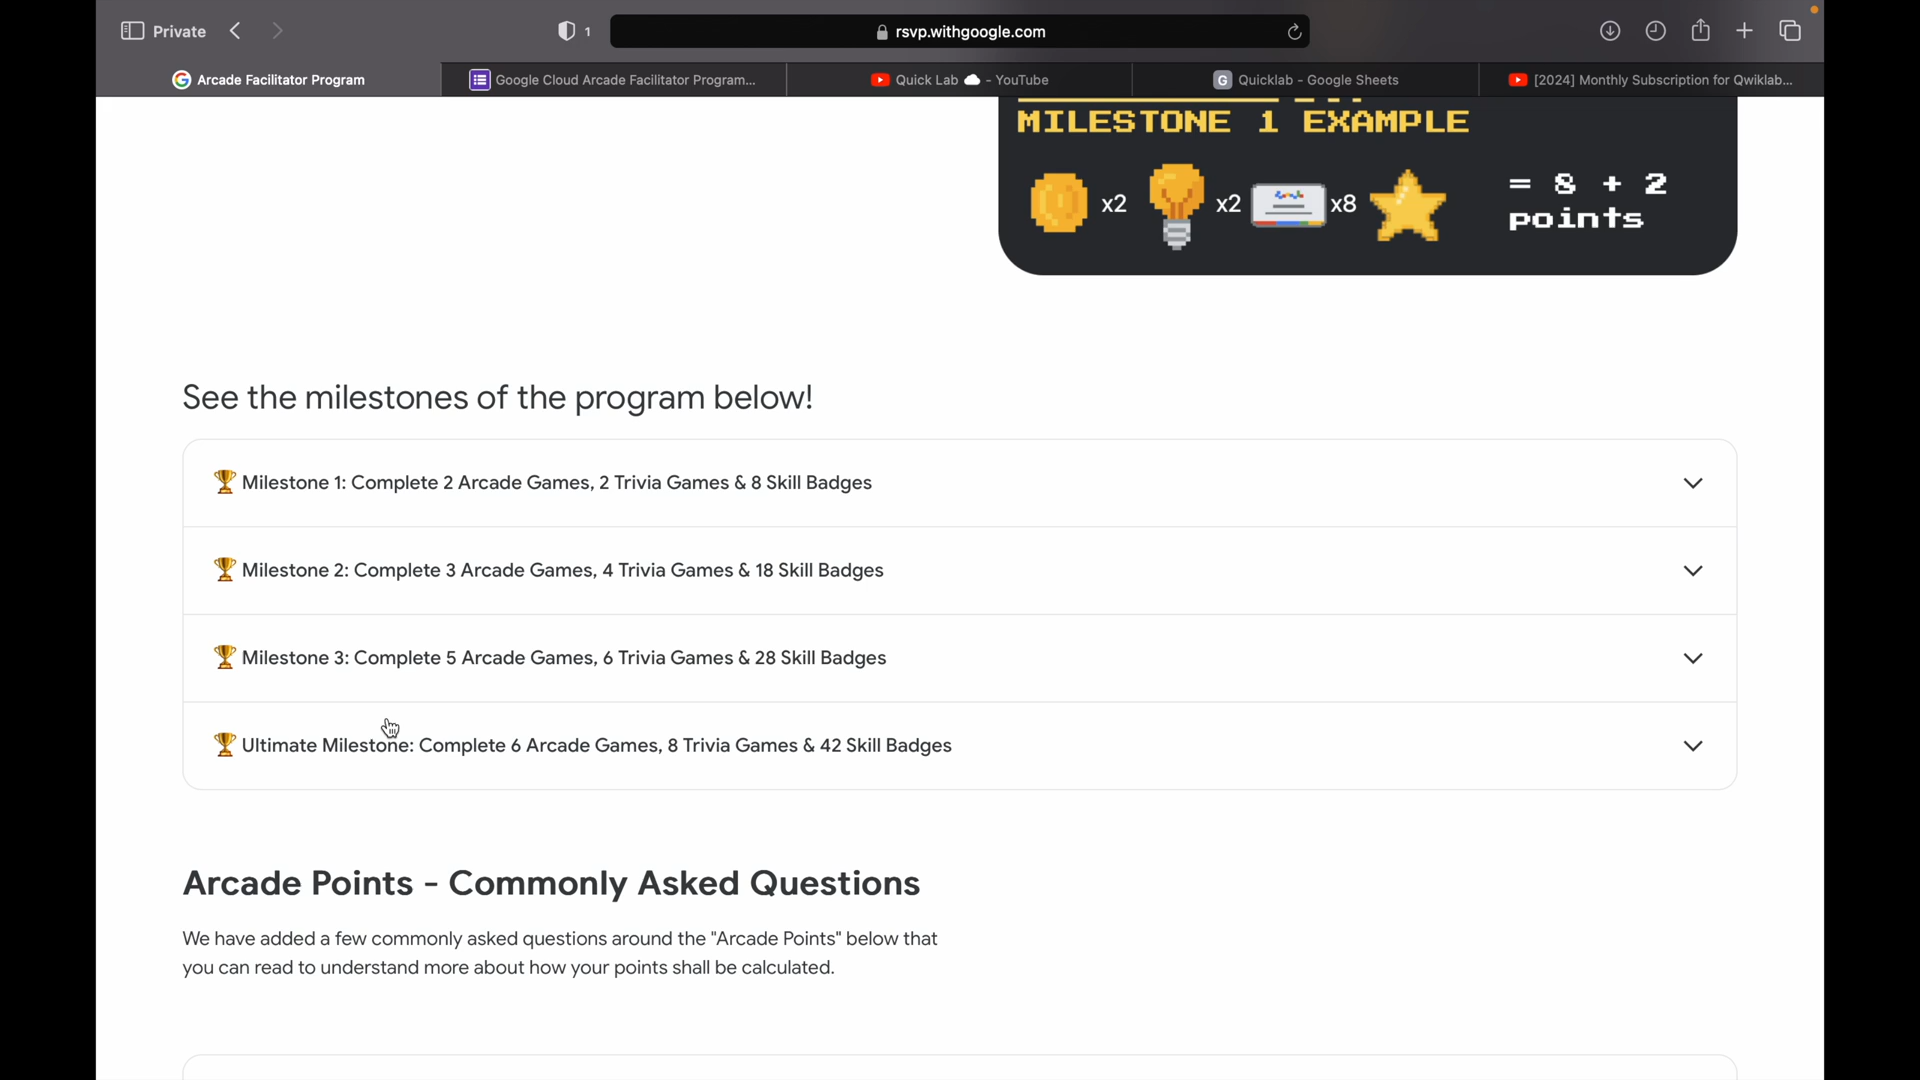 Private
1
rsvp.withgoogle.com
Arcade Facilitator Program
Google Cloud Arcade Facilitator Program...
Quick Lab ☁ - YouTube
G Quicklab - Google Sheets
[2024] Monthly Subscription for Qwiklab...
MILESTONE 1 EXAMPLE
x2 x2 x8 = 8 + 2
points
See the milestones of the program below!
🏆 Milestone 1: Complete 2 Arcade Games, 2 Trivia Games & 8 Skill Badges
🏆 Milestone 2: Complete 3 Arcade Games, 4 Trivia Games & 18 Skill Badges
🏆 Milestone 3: Complete 5 Arcade Games, 6 Trivia Games & 28 Skill Badges
🏆 Ultimate Milestone: Complete 6 Arcade Games, 8 Trivia Games & 42 Skill Badges
Arcade Points - Commonly Asked Questions
We have added a few commonly asked questions around the "Arcade Points" below that
you can read to understand more about how your points shall be calculated.